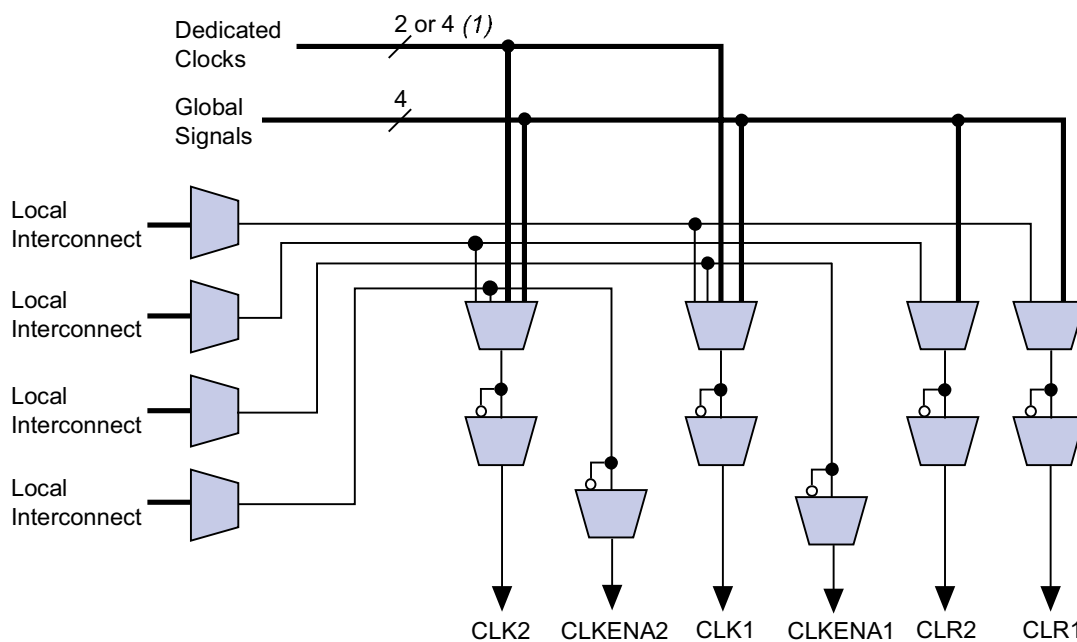 Dedicated
Clocks
2 or 4 (1)
Global
Signals
4
Local
Interconnect
Local
Interconnect
Local
Interconnect
Local
Interconnect
CLK2
CLKENA2
CLK1
CLKENA1
CLR2
CLR1